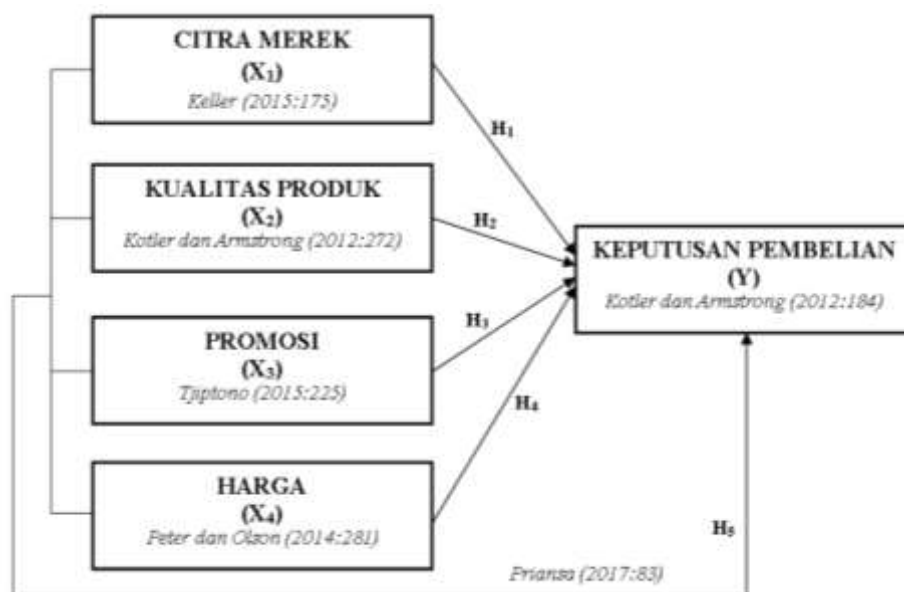 CITRA MEREK
(X₁)
Keller (2015:175)
H₁
KUALITAS PRODUK
(X₂)
Kotler dan Armstrong (2012:272)
H₂
KEPUTUSAN PEMBELIAN
(Y)
Kotler dan Armstrong (2012:184)
PROMOSI
(X₃)
Tjiptono (2015:225)
H₃
H₄
HARGA
(X₄)
Peter dan Olson (2014:281)
H₅
Priansa (2017:83)